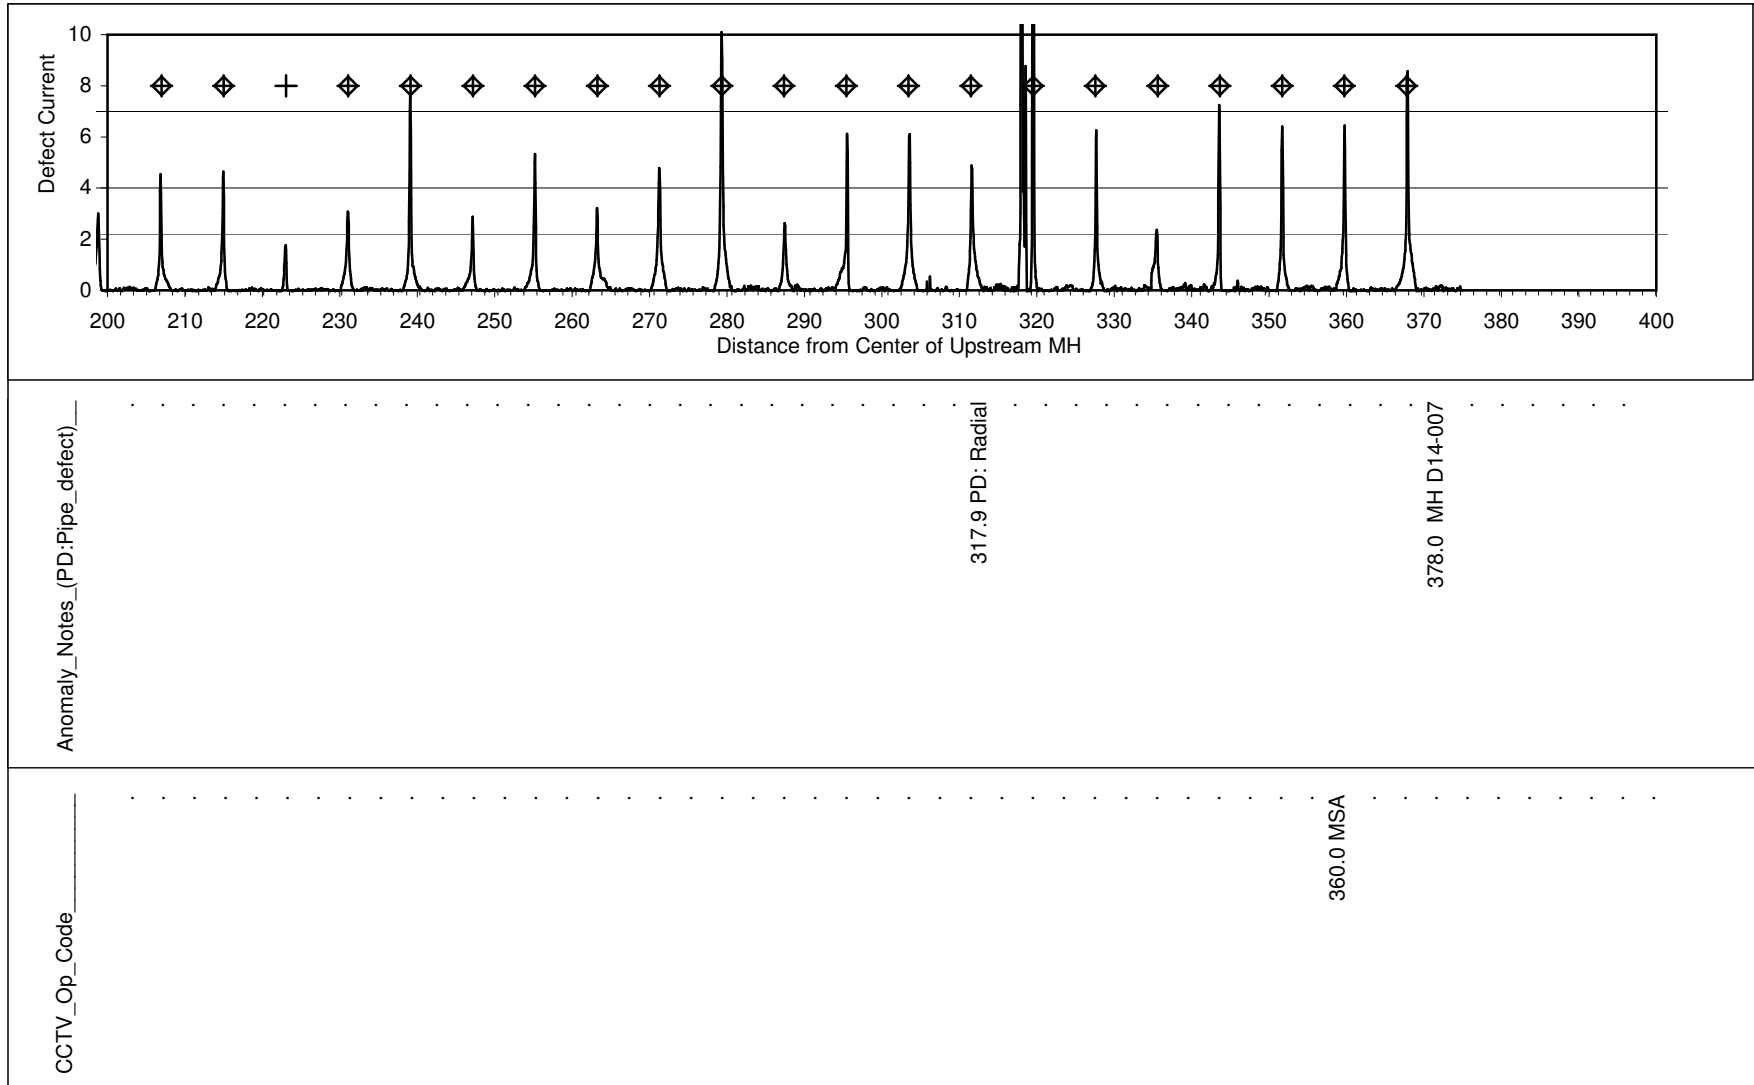 Defect Current
10
8
6
4
2
0
200 210 220 230 240 250 260 270 280 290 300 310 320 330 340 350 360 370 380 390 400
Distance from Center of Upstream MH
Anomaly_Notes_(PD:Pipe_defect)__
317.9 PD: Radial
378.0 MH D14-007
CCTV_Op_Code__________
360.0 MSA